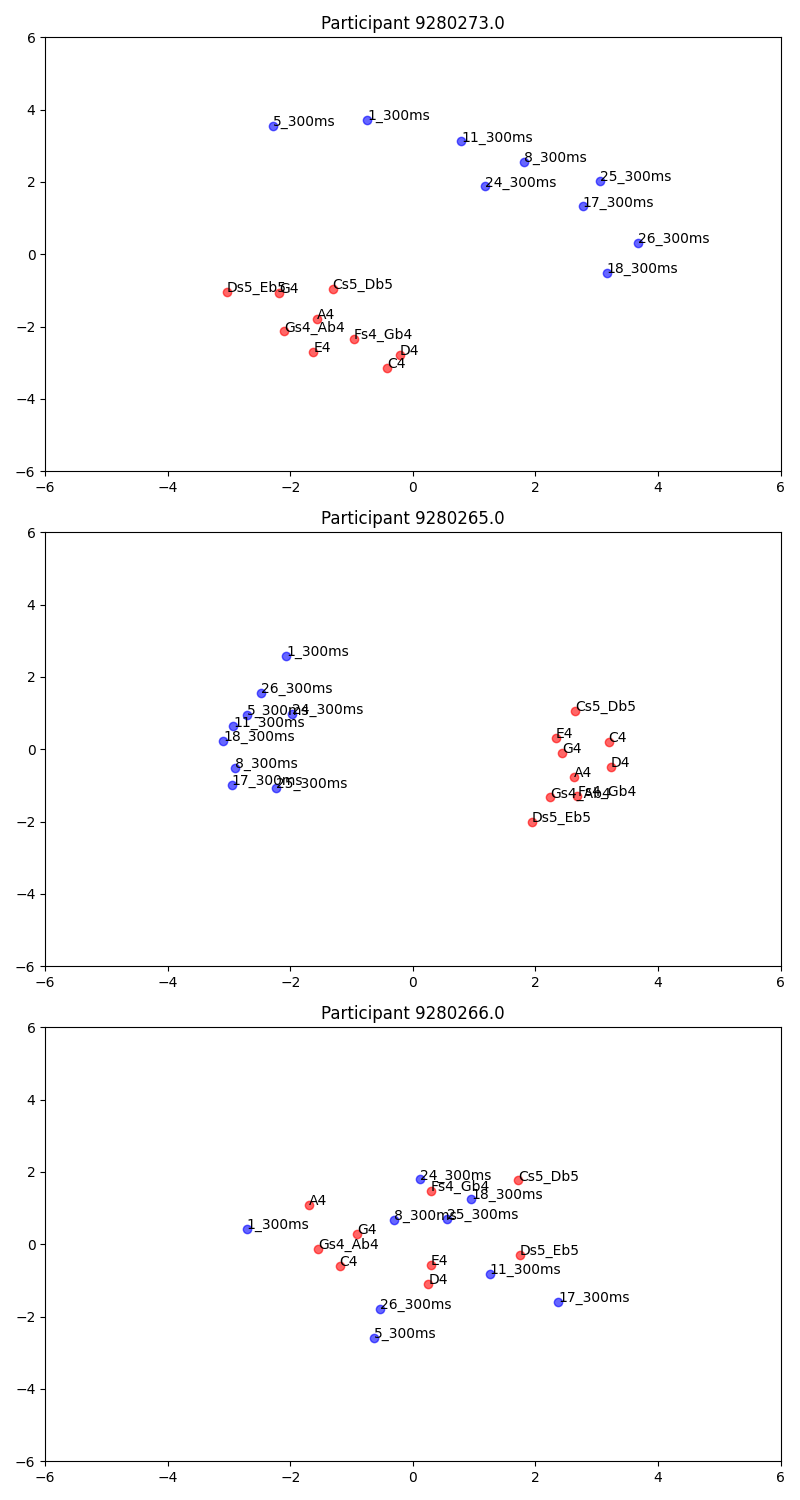 Participant 9280273.0
6
4
2
0
−2
−4
−6
5_300ms
1_300ms
11_300ms
8_300ms
24_300ms
25_300ms
17_300ms
26_300ms
18_300ms
Ds5_Eb5
G4
Cs5_Db5
A4
Gs4_Ab4
Fs4_Gb4
E4
D4
C4
−6 −4 −2 0 2 4 6
Participant 9280265.0
6
4
2
0
−2
−4
−6
1_300ms
26_300ms
5_300ms
24_300ms
11_300ms
18_300ms
8_300ms
17_300ms
25_300ms
Cs5_Db5
E4
C4
G4
D4
A4
Gs4_Ab4
Fs4_Gb4
Ds5_Eb5
−6 −4 −2 0 2 4 6
Participant 9280266.0
6
4
2
0
−2
−4
−6
24_300ms
Cs5_Db5
Fs4_Gb4
18_300ms
A4
8_300ms
25_300ms
1_300ms
G4
Gs4_Ab4
Ds5_Eb5
C4
E4
11_300ms
D4
17_300ms
26_300ms
5_300ms
−6 −4 −2 0 2 4 6